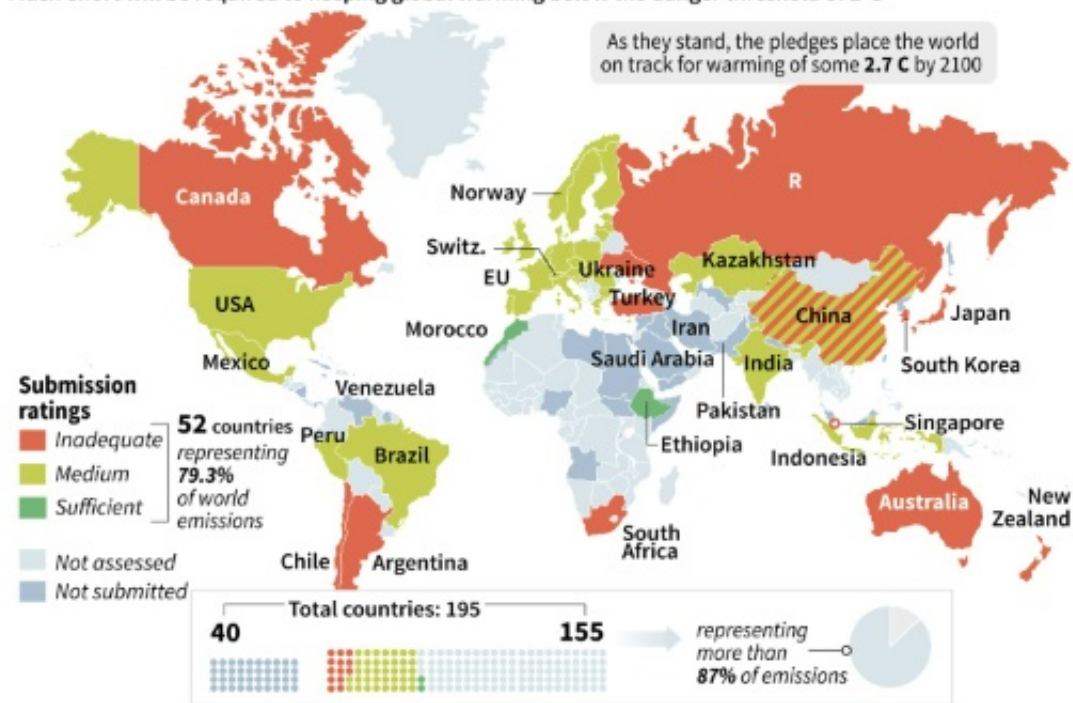 As they stand, the pledges place the world
on track for warming of some 2.7 C by 2100
Canada
R
Norway
Switz.
EU
Ukraine
Kazakhstan
USA
Turkey
China
Japan
Morocco
Iran
Mexico
Saudi Arabia
India
South Korea
Venezuela
Pakistan
Singapore
Peru
Brazil
Ethiopia
Indonesia
Australia
New
Zealand
South
Africa
Chile
Argentina
Submission
ratings
Inadequate
Medium
Sufficient
52 countries
representing
79.3%
of world
emissions
Not assessed
Not submitted
Total countries: 195
40
155
representing
more than
87% of emissions